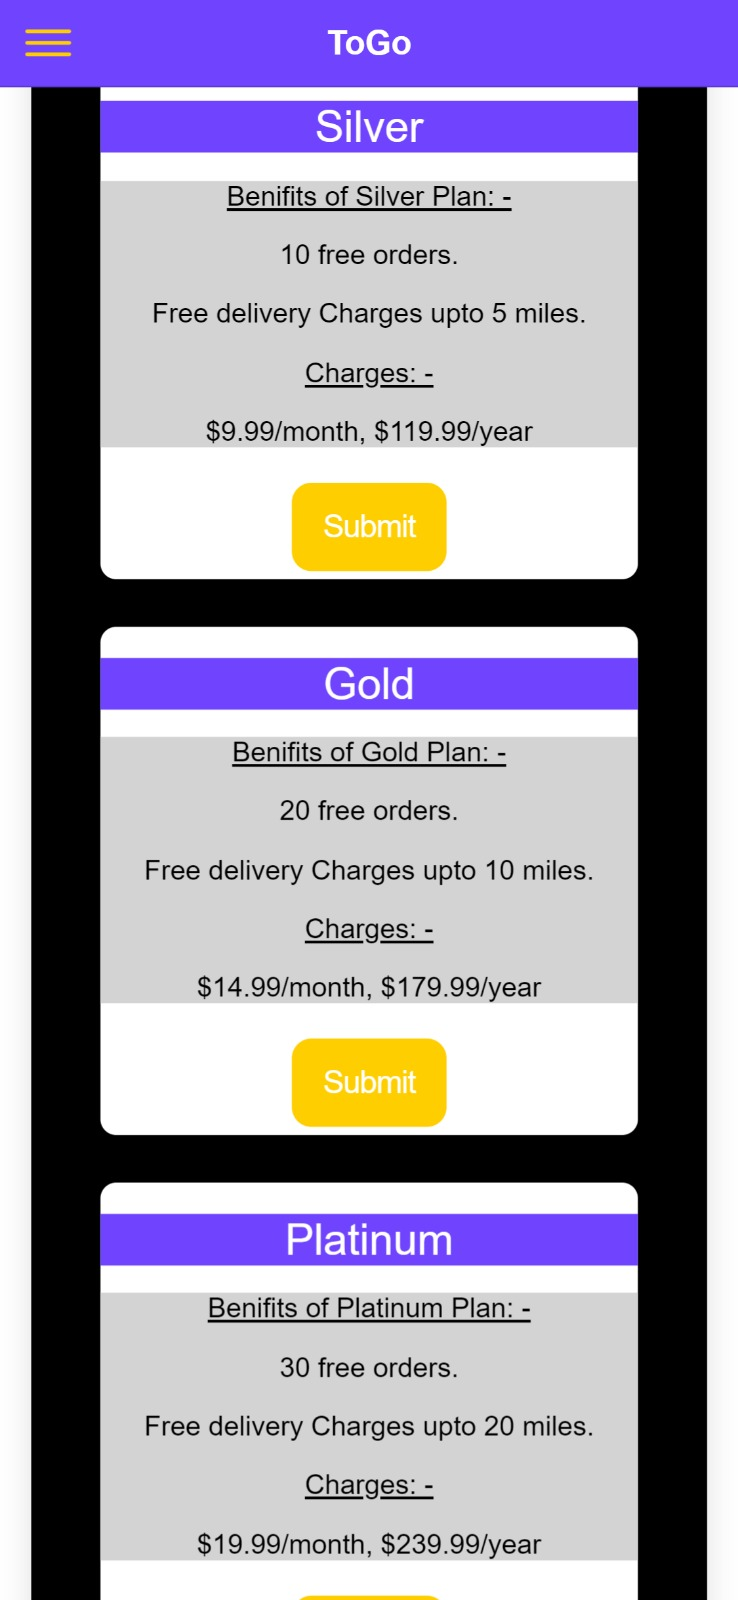 ToGo
Silver
Benifits of Silver Plan: -
10 free orders.
Free delivery Charges upto 5 miles.
Charges: -
$9.99/month, $119.99/year
Submit
Gold
Benifits of Gold Plan: -
20 free orders.
Free delivery Charges upto 10 miles.
Charges: -
$14.99/month, $179.99/year
Submit
Platinum
Benifits of Platinum Plan: -
30 free orders.
Free delivery Charges upto 20 miles.
Charges: -
$19.99/month, $239.99/year